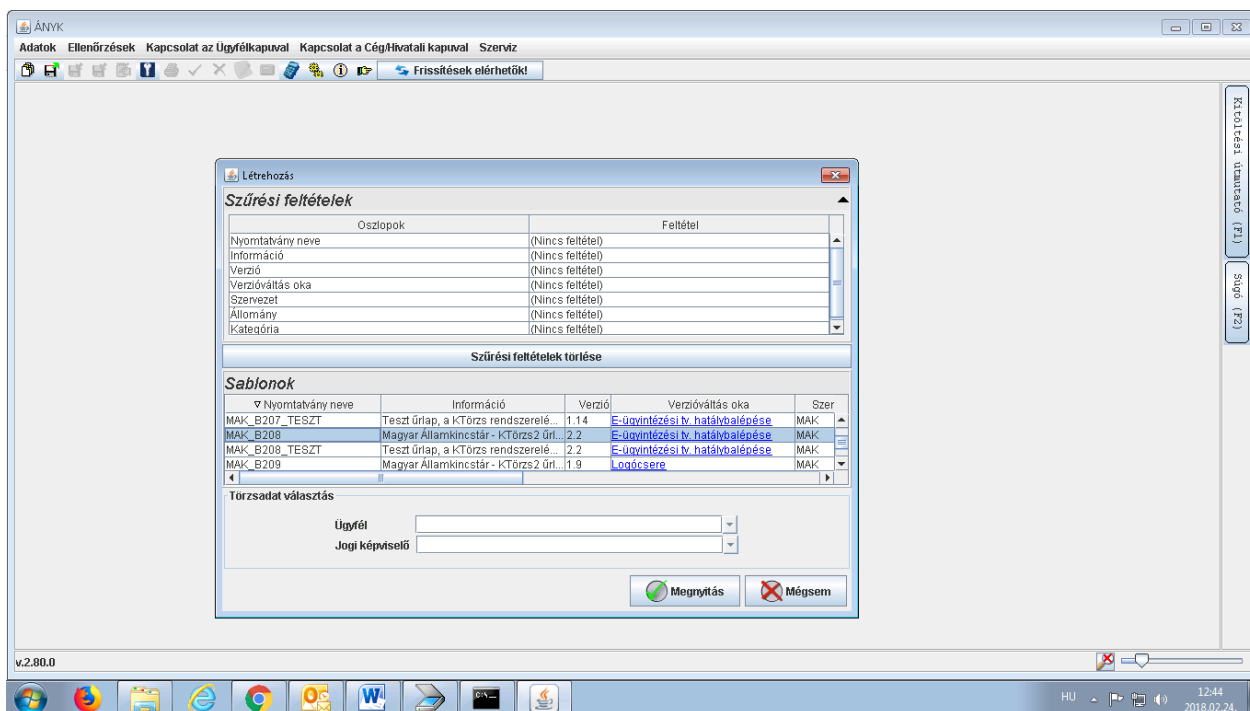 ÁNYK
Adatok Ellenőrzések Kapcsolat az Ügyfélkapuval Kapcsolat a Cég/Hivatali kapuval Szerviz
Frissítések elérhetők!
Kitöltési útmutató (F1)
Súgó (F2)
Létrehozás
Szűrési feltételek
Oszlopok Feltétel
Nyomtatvány neve (Nincs feltétel)
Információ (Nincs feltétel)
Verzió (Nincs feltétel)
Verzióváltás oka (Nincs feltétel)
Szervezet (Nincs feltétel)
Állomány (Nincs feltétel)
Kategória (Nincs feltétel)
Szűrési feltételek törlése
Sablonok
Nyomtatvány neve Információ Verzió Verzióváltás oka Szer
MAK_B207_TESZT Teszt űrlap, a KTörzs rendszerelé... 1.14 E-ügyintézési tv. hatálybalépése MAK
MAK_B208 Magyar Államkincstár - KTörzs2 űrl... 2.2 E-ügyintézési tv. hatálybalépése MAK
MAK_B208_TESZT Teszt űrlap, a KTörzs rendszerelé... 2.2 E-ügyintézési tv. hatálybalépése MAK
MAK_B209 Magyar Államkincstár - KTörzs2 űrl... 1.9 Logócsere MAK
Törzsadat választás
Ügyfél
Jogi képviselő
Megnyitás Mégsem
v.2.80.0
HU 12:44
2018.02.24.